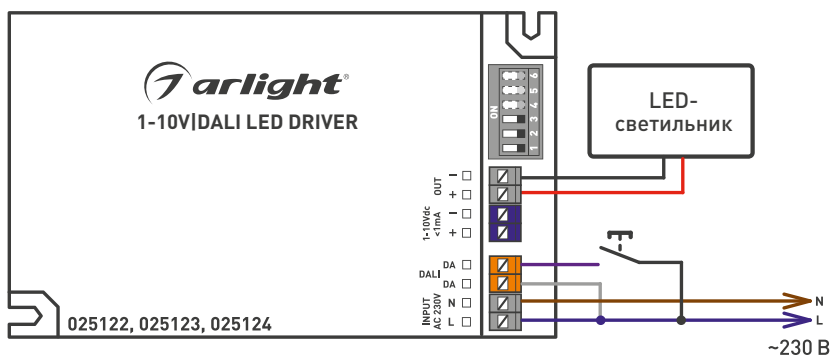 arlight®
1-10V|DALI LED DRIVER
ON
1 2 3 4 5 6
LED-
светильник
OUT
−
+
1-10Vdc
<1mA
−
+
DALI
DA
DA
INPUT
AC 230V
N
L
N
L
~230 В
025122, 025123, 025124